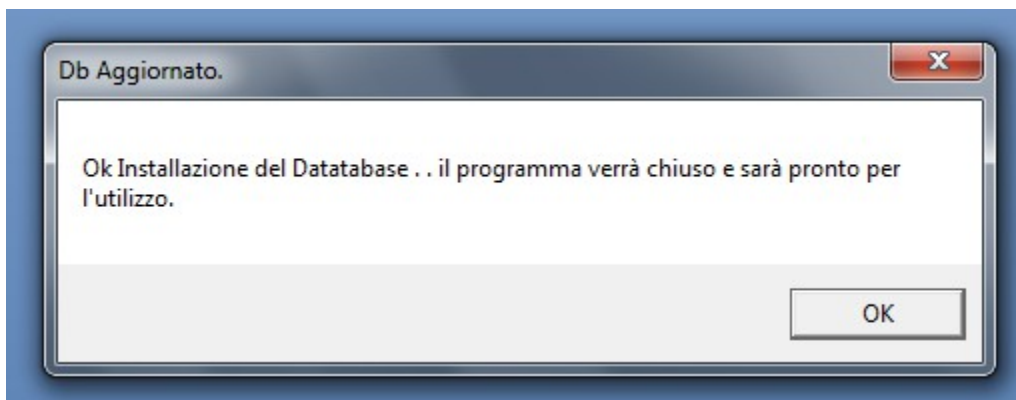 Db Aggiornato.
Ok Installazione del Datatabase . . il programma verrà chiuso e sarà pronto per
l'utilizzo.
OK